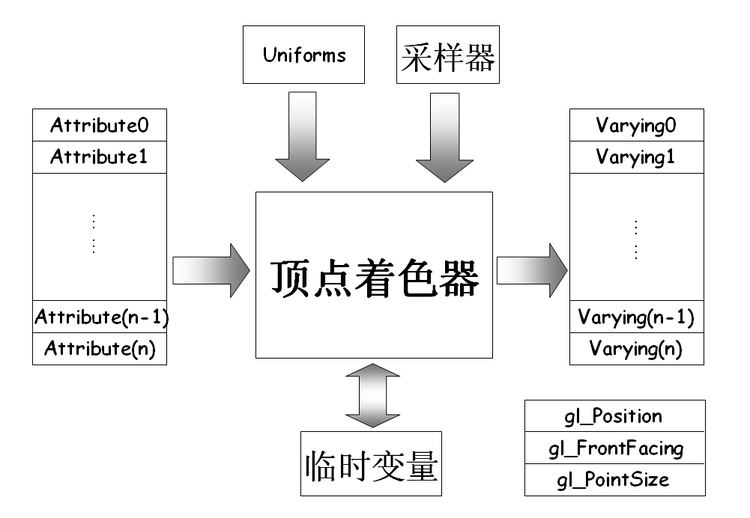 Uniforms
采样器
Attribute0
Attribute1
Attribute(n-1)
Attribute(n)
顶点着色器
Varying0
Varying1
Varying(n-1)
Varying(n)
临时变量
gl_Position
gl_FrontFacing
gl_PointSize